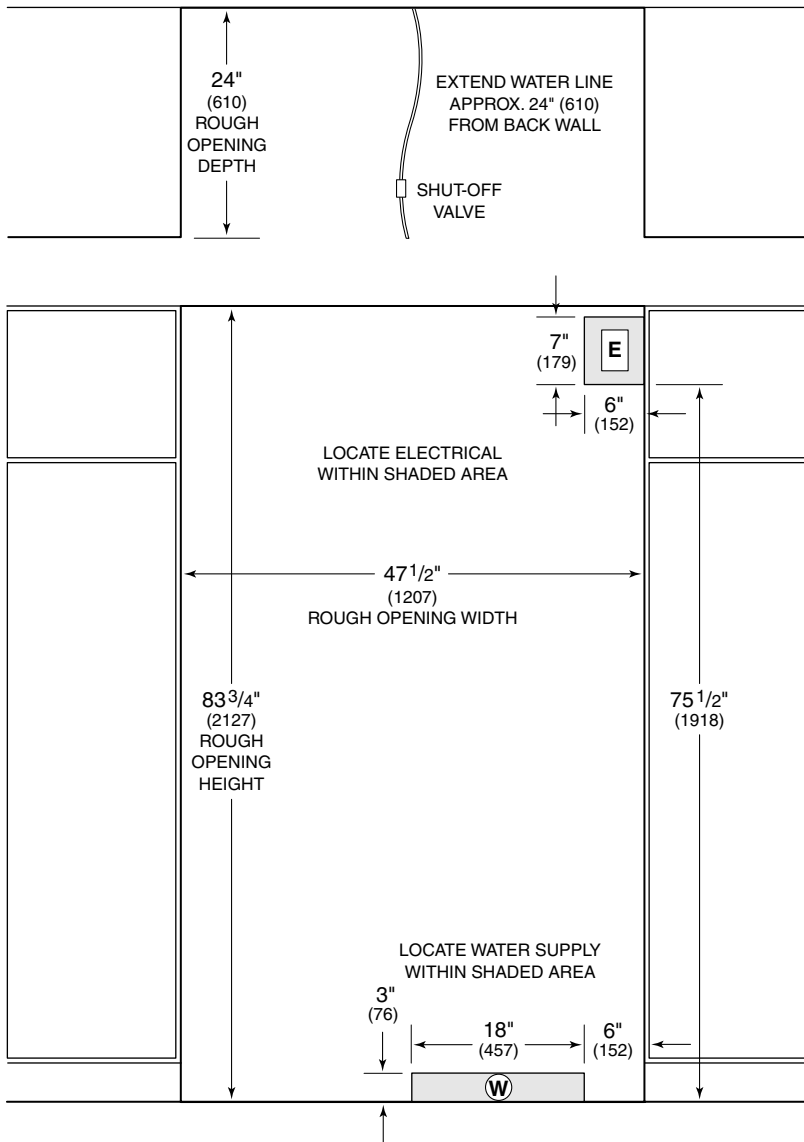 24"
(610)
ROUGH
OPENING
DEPTH
EXTEND WATER LINE
APPROX. 24" (610)
FROM BACK WALL
SHUT-OFF
VALVE
7"
(179)
E
6"
(152)
LOCATE ELECTRICAL
WITHIN SHADED AREA
47 1/2"
(1207)
ROUGH OPENING WIDTH
83 3/4"
(2127)
ROUGH
OPENING
HEIGHT
75 1/2"
(1918)
LOCATE WATER SUPPLY
WITHIN SHADED AREA
3"
(76)
18"
(457)
6"
(152)
W